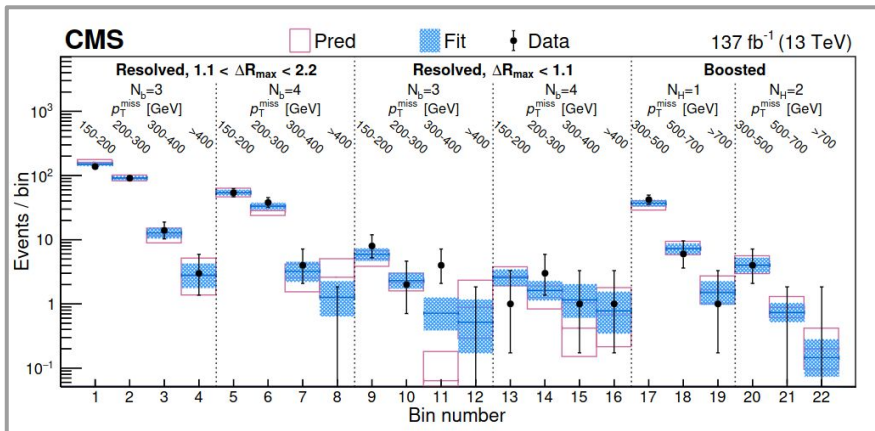 CMS
Pred Fit Data
137 fb⁻¹ (13 TeV)
Resolved, 1.1 < ΔR_max < 2.2 Resolved, ΔR_max < 1.1 Boosted
N_b=3 N_b=4 N_b=3 N_b=4 N_H=1 N_H=2
p_T^miss [GeV] p_T^miss [GeV] p_T^miss [GeV] p_T^miss [GeV] p_T^miss [GeV] p_T^miss [GeV]
150-200 200-300 300-400 >400 150-200 200-300 300-400 >400 150-200 200-300 300-400 >400 150-200 200-300 300-400 >400 300-500 500-700 >700 300-500 500-700 >700
Events / bin
10³
10²
10
1
10⁻¹
1 2 3 4 5 6 7 8 9 10 11 12 13 14 15 16 17 18 19 20 21 22
Bin number